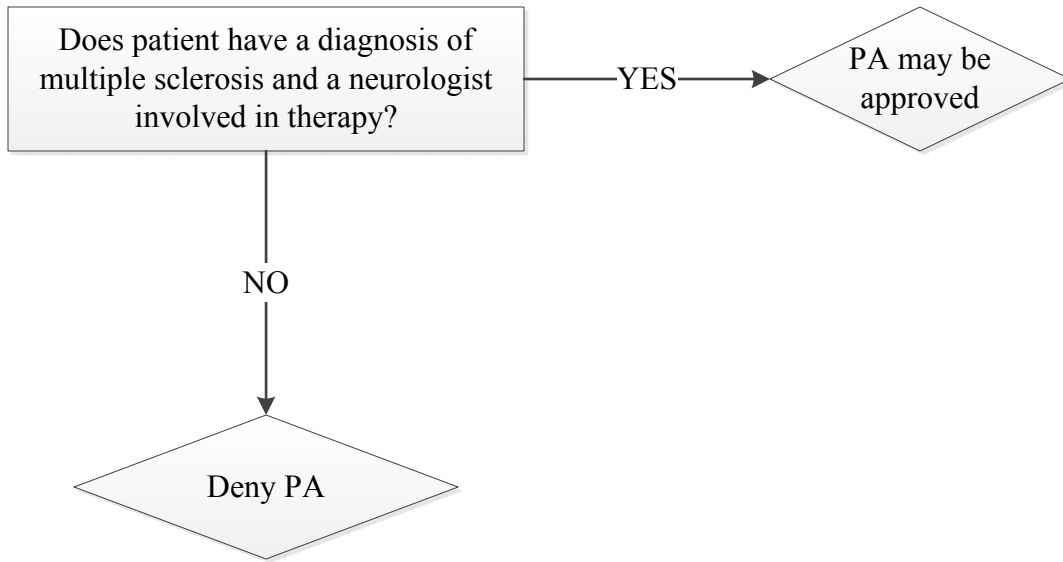 Does patient have a diagnosis of
multiple sclerosis and a neurologist
involved in therapy?
YES
PA may be
approved
NO
Deny PA